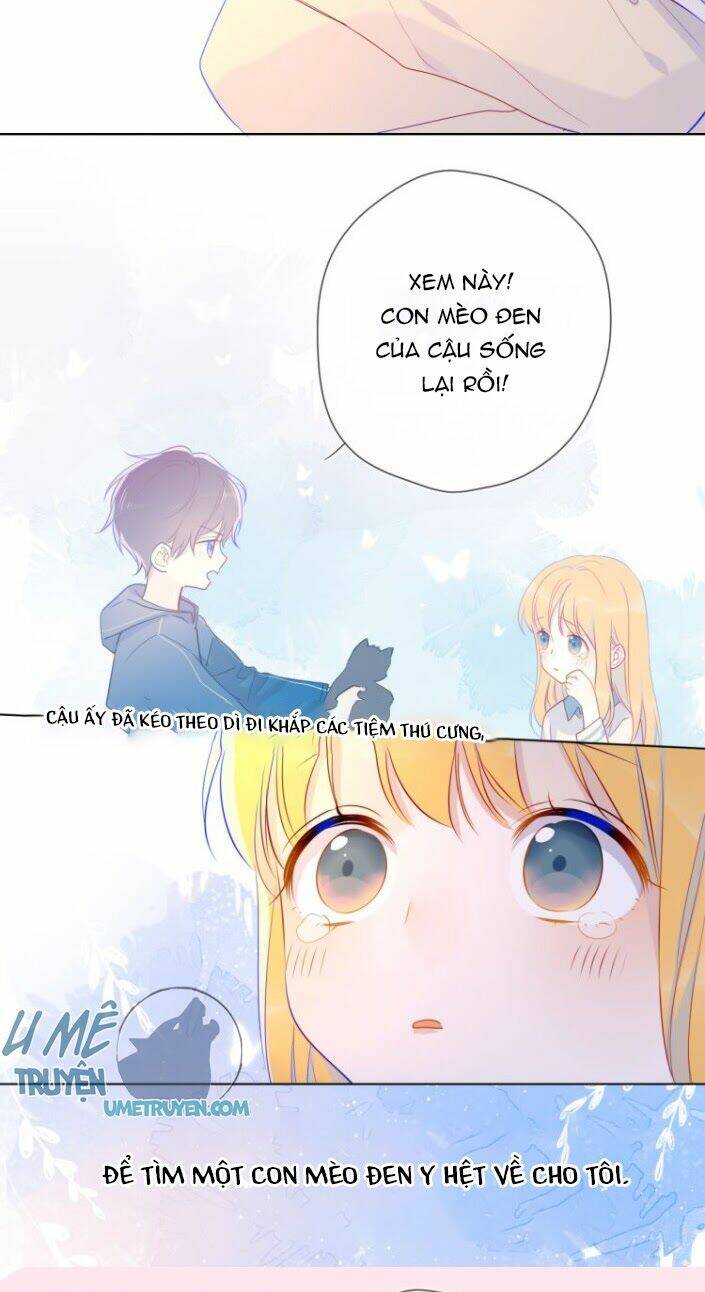 XEM NÀY!
CON MÈO ĐEN
CỦA CẬU SỐNG
LẠI RỒI!
CẬU ẤY ĐÃ KÉO THEO DÌ ĐI KHẮP CÁC TIỆM THÚ CƯNG,
U MÊ
TRUYỆN
UMETRUYEN.COM
ĐỂ TÌM MỘT CON MÈO ĐEN Y HỆT VỀ CHO TÔI.